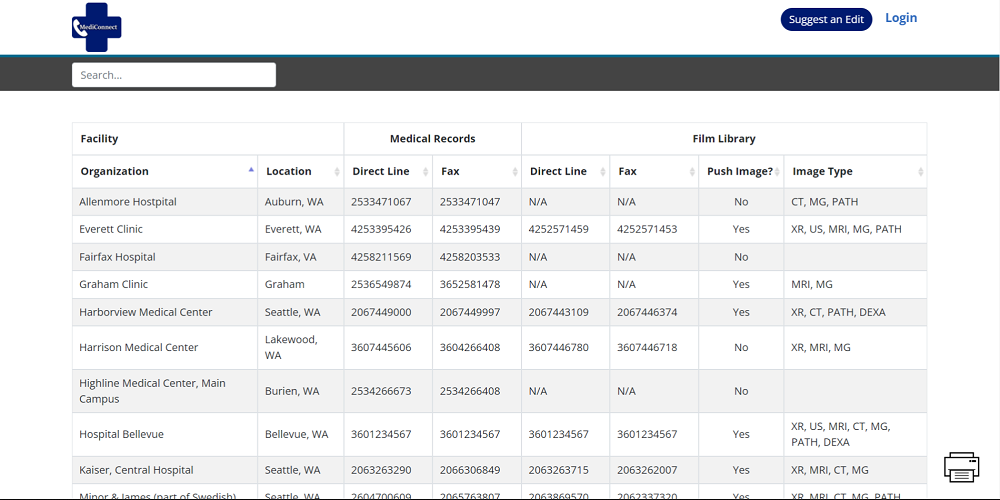 MediConnect
Suggest an Edit
Login
Search...
Facility Medical Records Film Library
Organization Location Direct Line Fax Direct Line Fax Push Image? Image Type
Allenmore Hostpital Auburn, WA 2533471067 2533471047 N/A N/A No CT, MG, PATH
Everett Clinic Everett, WA 4253395426 4253395439 4252571459 4252571453 Yes XR, US, MRI, MG, PATH
Fairfax Hospital Fairfax, VA 4258211569 4258203533 N/A N/A No
Graham Clinic Graham 2536549874 3652581478 N/A N/A Yes MRI, MG
Harborview Medical Center Seattle, WA 2067449000 2067449997 2067443109 2067446374 Yes XR, CT, PATH, DEXA
Harrison Medical Center Lakewood, 3607445606 3604266408 3607446780 3607446718 No XR, MRI, MG
WA
Highline Medical Center, Main Burien, WA 2534266673 2534266408 N/A N/A No
Campus
Hospital Bellevue Bellevue, WA 3601234567 3601234567 3601234567 3601234567 Yes XR, US, MRI, CT, MG,
PATH, DEXA
Kaiser, Central Hospital Seattle, WA 2063263290 2066306849 2063263715 2063262007 Yes XR, MRI, CT, MG
Minor & James (part of Swedish) Seattle, WA 2604700609 2065763807 2063869570 2062337320 Yes XR, MRI, CT, MG, PATH